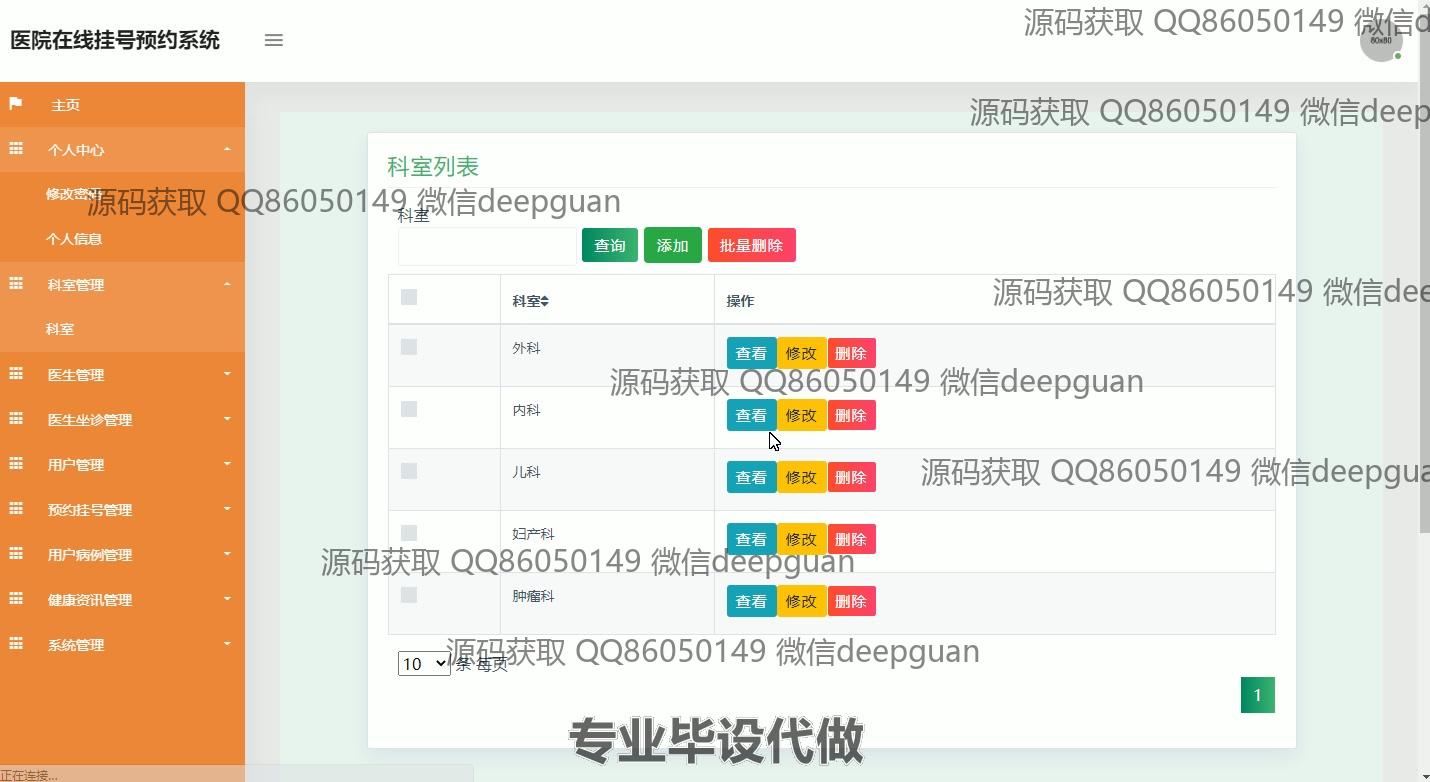 医院在线挂号预约系统
源码获取 QQ86050149 微信d
80x80
源码获取 QQ86050149 微信deep
主页
个人中心
修改密码
个人信息
科室管理
科室
医生管理
医生坐诊管理
用户管理
预约挂号管理
用户病例管理
健康资讯管理
系统管理
科室列表
源码获取 QQ86050149 微信deepguan
科室
查询 添加 批量删除
科室 操作
源码获取 QQ86050149 微信dee
外科 查看 修改 删除
源码获取 QQ86050149 微信deepguan
内科 查看 修改 删除
儿科 查看 修改 删除
源码获取 QQ86050149 微信deepgua
妇产科 查看 修改 删除
源码获取 QQ86050149 微信deepguan
肿瘤科 查看 修改 删除
源码获取 QQ86050149 微信deepguan
10 条 每页
1
专业毕设代做
正在连接...